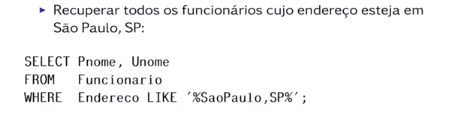 ▸ Recuperar todos os funcionários cujo endereço esteja em
São Paulo, SP:
SELECT Pnome, Unome
FROM Funcionario
WHERE Endereco LIKE '%SaoPaulo,SP%';